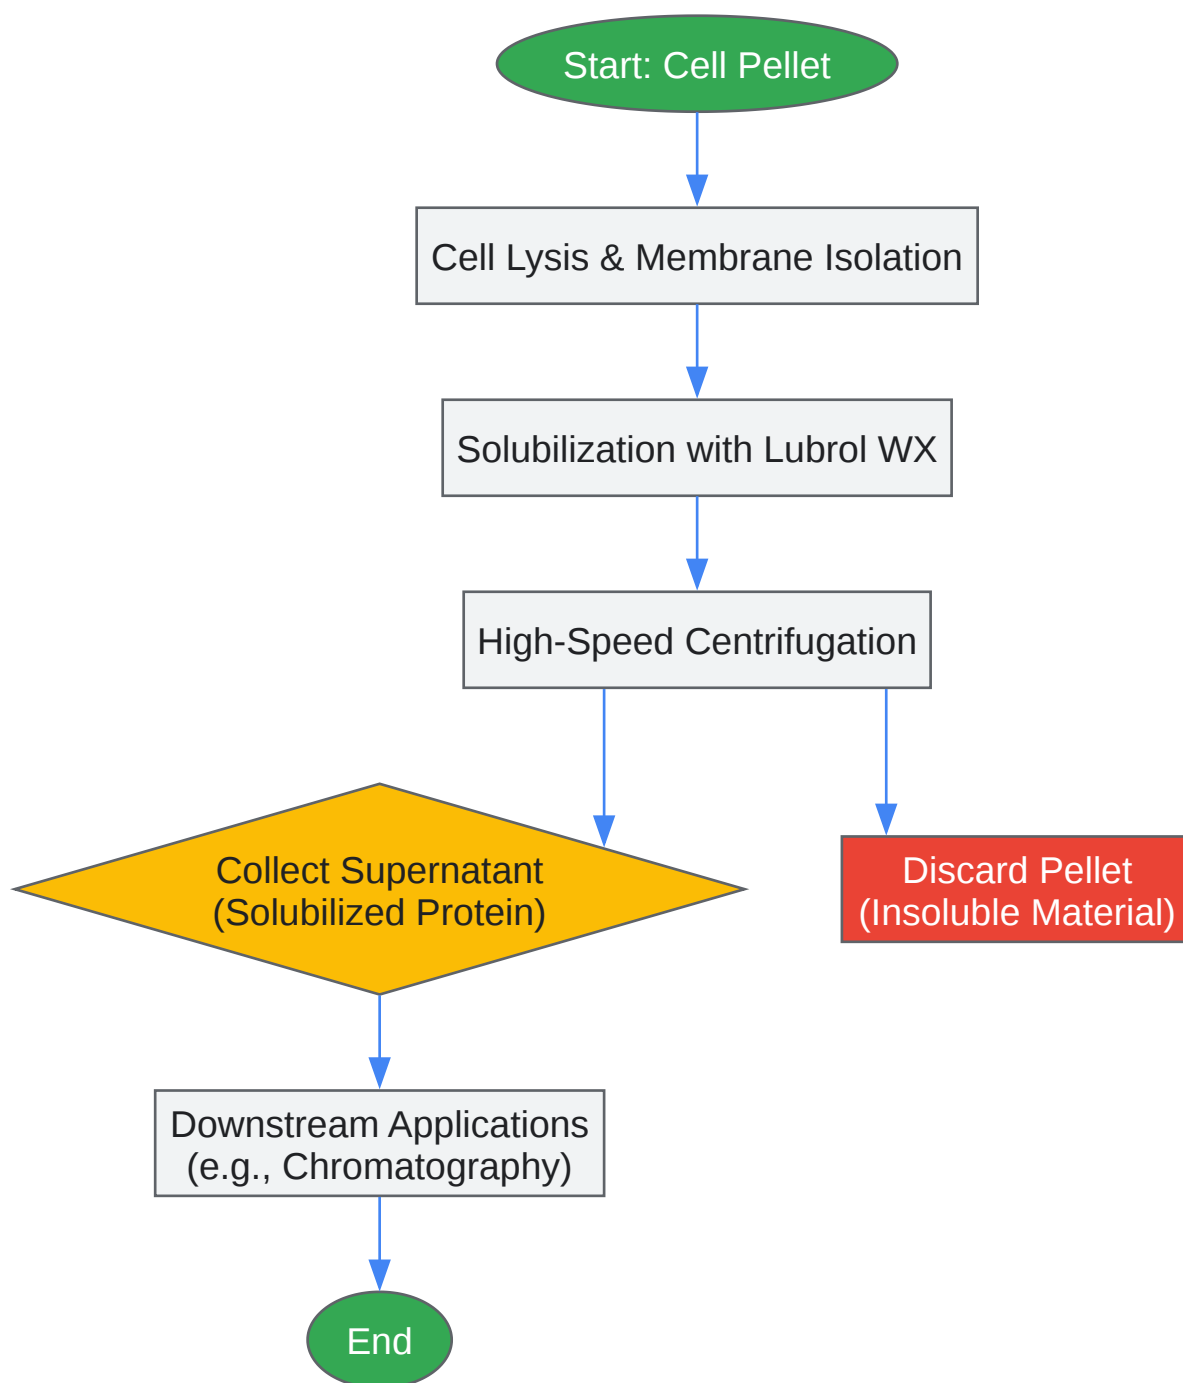 Start: Cell Pellet
Cell Lysis & Membrane Isolation
Solubilization with Lubrol WX
High-Speed Centrifugation
Collect Supernatant
(Solubilized Protein)
Discard Pellet
(Insoluble Material)
Downstream Applications
(e.g., Chromatography)
End